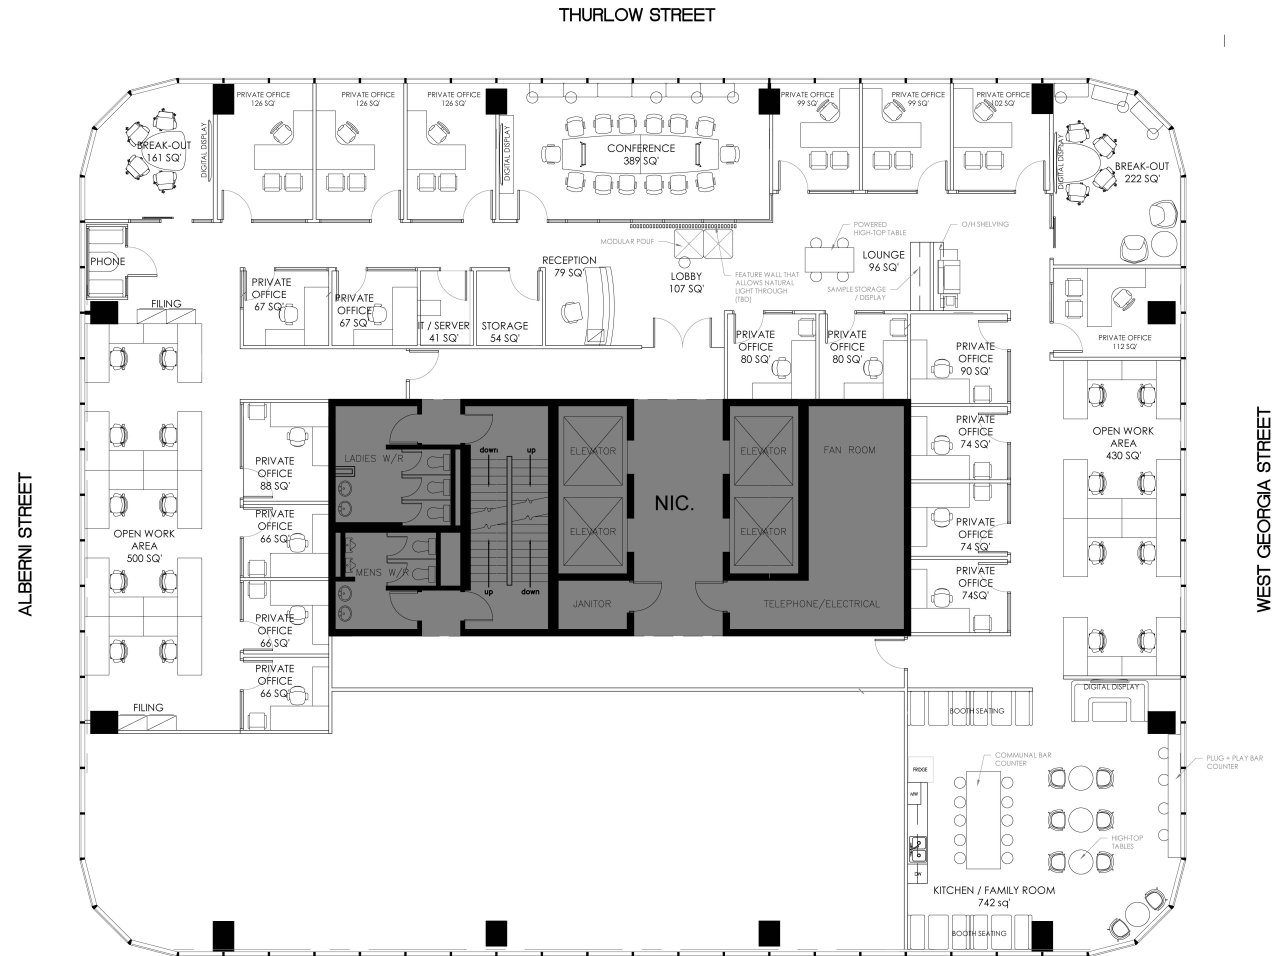 THURLOW STREET
PRIVATE OFFICE
126 SQ'
PRIVATE OFFICE
126 SQ'
PRIVATE OFFICE
126 SQ'
PRIVATE OFFICE
99 SQ'
PRIVATE OFFICE
99 SQ'
PRIVATE OFFICE
102 SQ'
BREAK-OUT
161 SQ'
DIGITAL DISPLAY
DIGITAL DISPLAY
CONFERENCE
389 SQ'
DIGITAL DISPLAY
BREAK-OUT
222 SQ'
PHONE
FILING
PRIVATE
OFFICE
67 SQ'
PRIVATE
OFFICE
67 SQ'
IT / SERVER
41 SQ'
STORAGE
54 SQ'
RECEPTION
79 SQ'
MODULAR POUF
LOBBY
107 SQ'
FEATURE WALL THAT
ALLOWS NATURAL
LIGHT THROUGH
(TBD)
POWERED
HIGH-TOP TABLE
LOUNGE
96 SQ'
O/H SHELVING
SAMPLE STORAGE
/ DISPLAY
PRIVATE
OFFICE
80 SQ'
PRIVATE
OFFICE
80 SQ'
PRIVATE
OFFICE
90 SQ'
PRIVATE OFFICE
112 SQ'
PRIVATE
OFFICE
74 SQ'
PRIVATE
OFFICE
74 SQ'
PRIVATE
OFFICE
74SQ'
OPEN WORK
AREA
430 SQ'
WEST GEORGIA STREET
ALBERNI STREET
OPEN WORK
AREA
500 SQ'
PRIVATE
OFFICE
88 SQ'
PRIVATE
OFFICE
66 SQ'
PRIVATE
OFFICE
66 SQ'
PRIVATE
OFFICE
66 SQ'
FILING
LADIES W/R
MENS W/R
down
up
up
down
ELEVATOR
ELEVATOR
NIC.
ELEVATOR
ELEVATOR
FAN ROOM
JANITOR
TELEPHONE/ELECTRICAL
DIGITAL DISPLAY
BOOTH SEATING
COMMUNAL BAR
COUNTER
PLUG + PLAY BAR
COUNTER
FRIDGE
MW
DW
HIGH-TOP
TABLES
KITCHEN / FAMILY ROOM
742 sq'
BOOTH SEATING